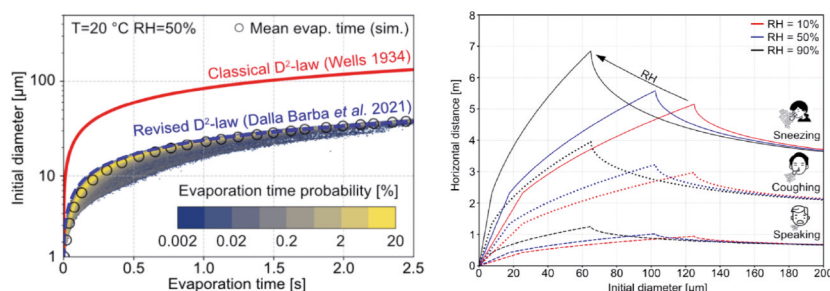 T=20 °C RH=50%
Mean evap. time (sim.)
Classical D²-law (Wells 1934)
Revised D²-law (Dalla Barba et al. 2021)
Evaporation time probability [%]
0.002 0.02 0.2 2 20
Initial diameter [µm]
100
10
1
0.0 0.5 1.0 1.5 2.0 2.5
Evaporation time [s]
RH = 10%
RH = 50%
RH = 90%
RH
Sneezing
Coughing
Speaking
Horizontal distance [m]
8
7
6
5
4
3
2
1
0
0 20 40 60 80 100 120 140 160 180 200
Initial diameter [µm]